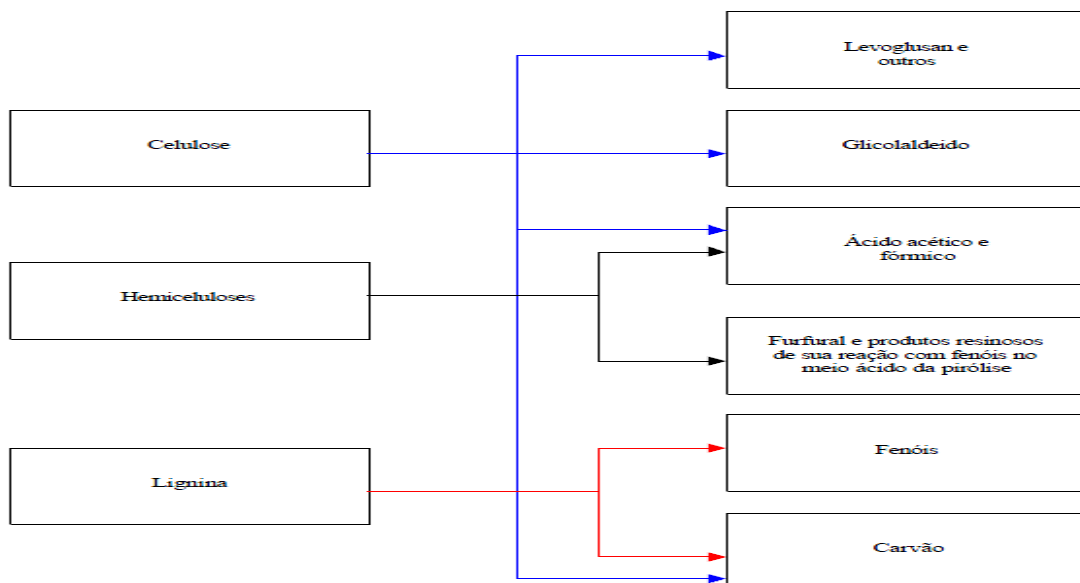 Levoglusan e
outros
Celulose
Glicolaldeido
Ácido acético e
fórmico
Hemiceluloses
Furfural e produtos resinosos
de sua reação com fenóis no
meio ácido da pirólise
Fenóis
Lignina
Carvão